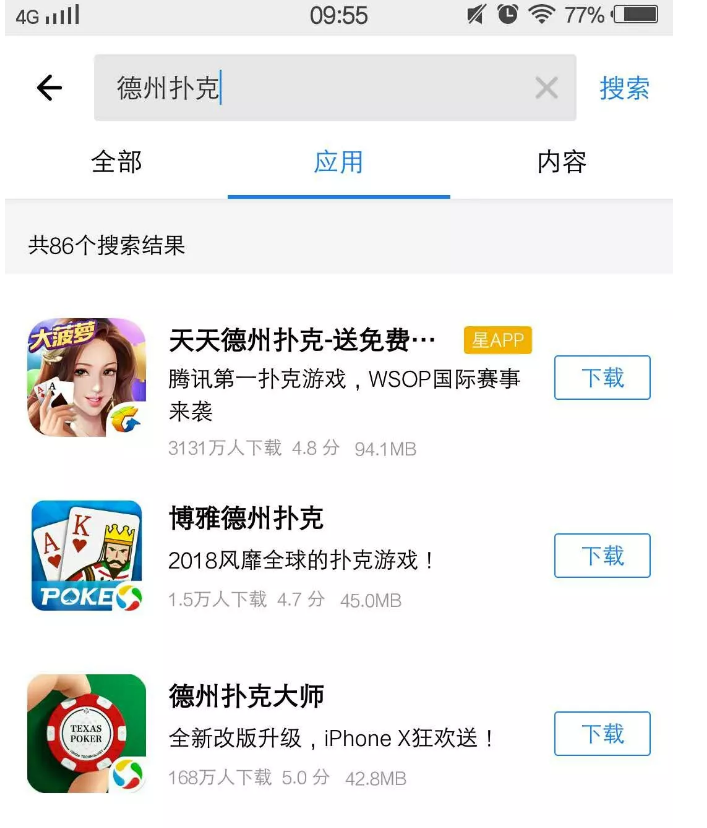 4G 09:55 77%
德州扑克 搜索
全部 应用 内容
共86个搜索结果
大菠萝
A A
天天德州扑克-送免费… 星APP
腾讯第一扑克游戏，WSOP国际赛事
来袭
下载
3131万人下载 4.8 分 94.1MB
A K
POKE
博雅德州扑克
2018风靡全球的扑克游戏！
下载
1.5万人下载 4.7 分 45.0MB
TEXAS
POKER
德州扑克大师
全新改版升级，iPhone X狂欢送！
下载
168万人下载 5.0 分 42.8MB